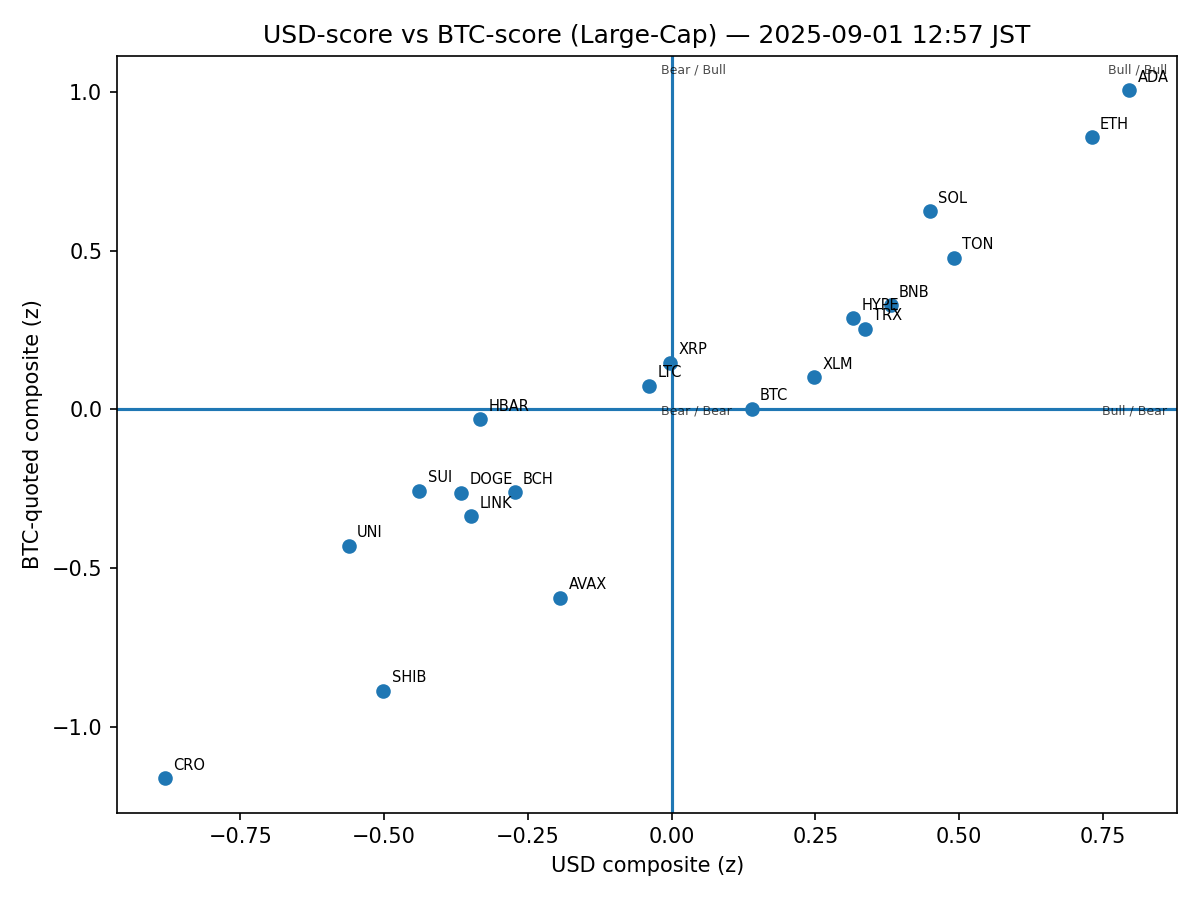 USD-score vs BTC-score (Large-Cap) — 2025-09-01 12:57 JST
Bear / Bull
Bull / Bull
ADA
ETH
SOL
TON
BNB
HYPE
TRX
XRP
LTC
XLM
BTC
HBAR
Bear / Bear
Bull / Bear
SUI
DOGE
BCH
LINK
UNI
AVAX
SHIB
CRO
1.0
0.5
0.0
−0.5
−1.0
BTC-quoted composite (z)
−0.75
−0.50
−0.25
0.00
0.25
0.50
0.75
USD composite (z)